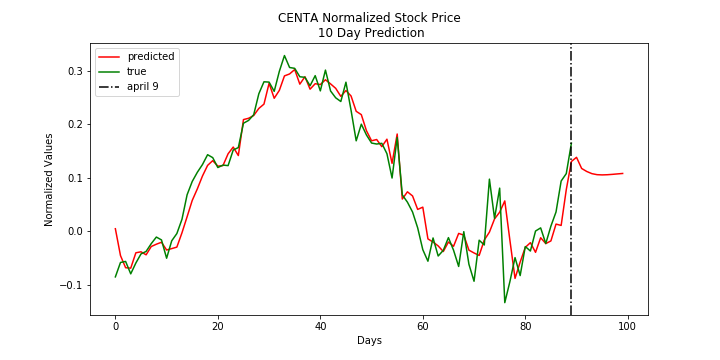 CENTA Normalized Stock Price
10 Day Prediction
predicted
true
april 9
Normalized Values
0.3
0.2
0.1
0.0
−0.1
0
20
40
60
80
100
Days